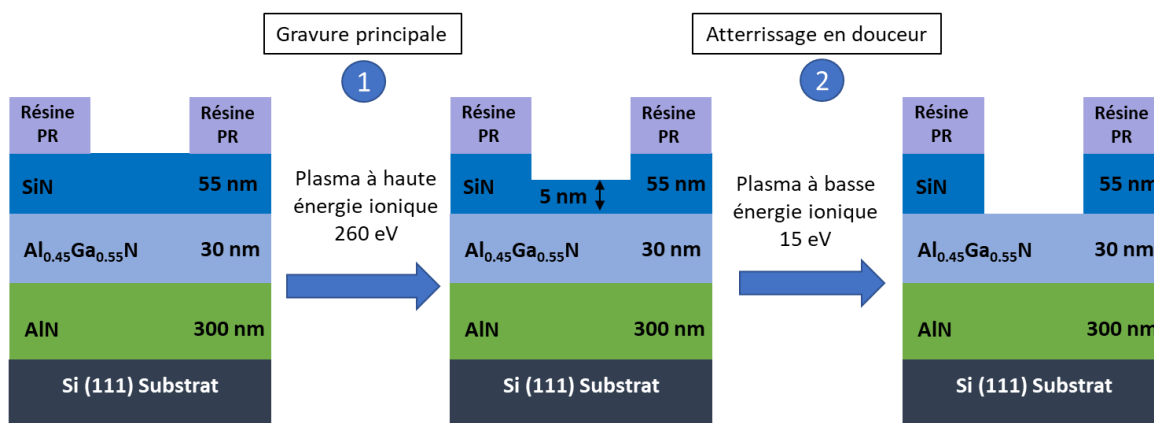 Gravure principale
Atterrissage en douceur
1
2
Résine
PR
Résine
PR
SiN
55 nm
Al0.45Ga0.55N
30 nm
AlN
300 nm
Si (111) Substrat
Plasma à haute
énergie ionique
260 eV
Résine
PR
Résine
PR
SiN
5 nm
55 nm
Al0.45Ga0.55N
30 nm
AlN
300 nm
Si (111) Substrat
Plasma à basse
énergie ionique
15 eV
Résine
PR
Résine
PR
SiN
55 nm
Al0.45Ga0.55N
30 nm
AlN
300 nm
Si (111) Substrat